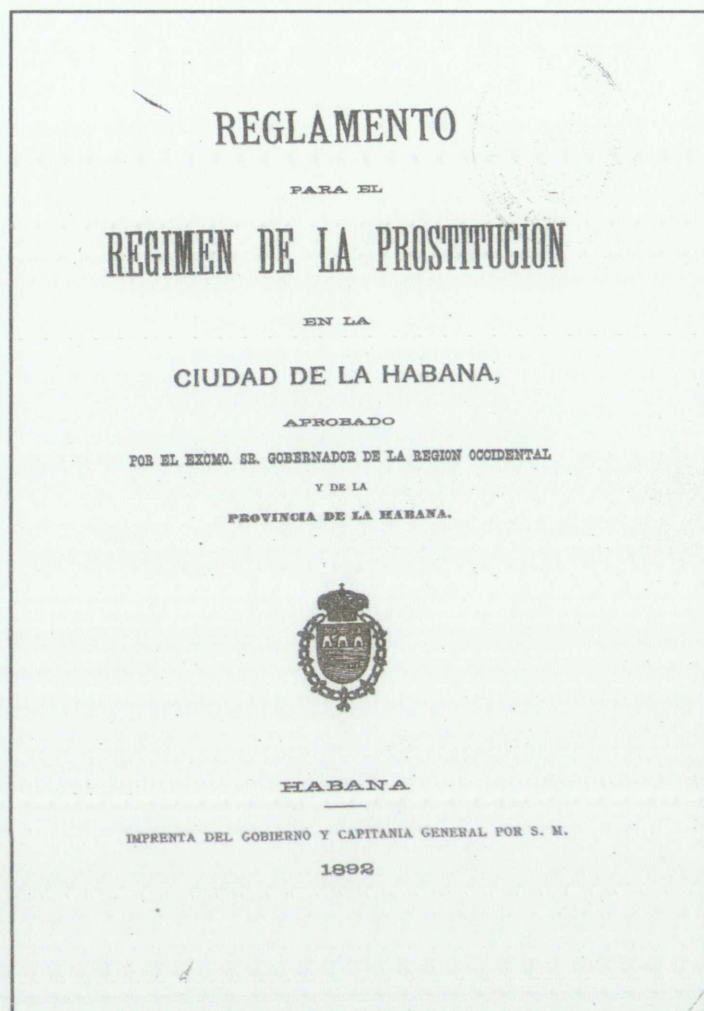 REGLAMENTO
PARA EL
REGIMEN DE LA PROSTITUCION
EN LA
CIUDAD DE LA HABANA,
APROBADO
POR EL EXCMO. SR. GOBERNADOR DE LA REGION OCCIDENTAL
Y DE LA
PROVINCIA DE LA HABANA.
HABANA
IMPRENTA DEL GOBIERNO Y CAPITANIA GENERAL POR S. M.
1892